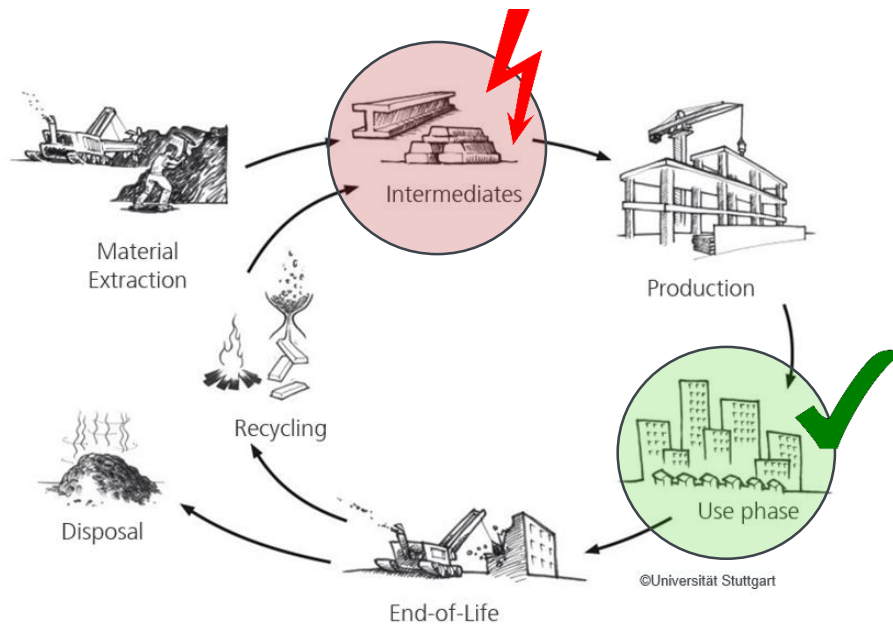 Intermediates
Material
Extraction
Production
Recycling
Use phase
Disposal
©Universität Stuttgart
End-of-Life